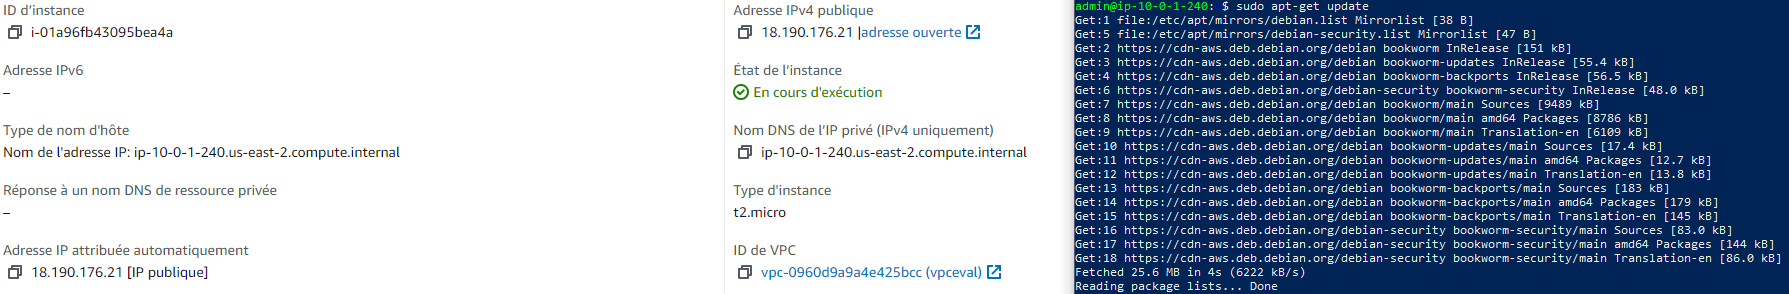 ID d'instance
i-01a96fb43095bea4a
Adresse IPv6
–
Type de nom d'hôte
Nom de l'adresse IP: ip-10-0-1-240.us-east-2.compute.internal
Réponse à un nom DNS de ressource privée
–
Adresse IP attribuée automatiquement
18.190.176.21 [IP publique]
Adresse IPv4 publique
18.190.176.21 |adresse ouverte
État de l'instance
En cours d'exécution
Nom DNS de l'IP privé (IPv4 uniquement)
ip-10-0-1-240.us-east-2.compute.internal
Type d'instance
t2.micro
ID de VPC
vpc-0960d9a9a4e425bcc (vpceval)
admin@ip-10-0-1-240: $ sudo apt-get update
Get:1 file:/etc/apt/mirrors/debian.list Mirrorlist [38 B]
Get:5 file:/etc/apt/mirrors/debian-security.list Mirrorlist [47 B]
Get:2 https://cdn-aws.deb.debian.org/debian bookworm InRelease [151 kB]
Get:3 https://cdn-aws.deb.debian.org/debian bookworm-updates InRelease [55.4 kB]
Get:4 https://cdn-aws.deb.debian.org/debian bookworm-backports InRelease [56.5 kB]
Get:6 https://cdn-aws.deb.debian.org/debian-security bookworm-security InRelease [48.0 kB]
Get:7 https://cdn-aws.deb.debian.org/debian bookworm/main Sources [9489 kB]
Get:8 https://cdn-aws.deb.debian.org/debian bookworm/main amd64 Packages [8786 kB]
Get:9 https://cdn-aws.deb.debian.org/debian bookworm/main Translation-en [6109 kB]
Get:10 https://cdn-aws.deb.debian.org/debian bookworm-updates/main Sources [17.4 kB]
Get:11 https://cdn-aws.deb.debian.org/debian bookworm-updates/main amd64 Packages [12.7 kB]
Get:12 https://cdn-aws.deb.debian.org/debian bookworm-updates/main Translation-en [13.8 kB]
Get:13 https://cdn-aws.deb.debian.org/debian bookworm-backports/main Sources [183 kB]
Get:14 https://cdn-aws.deb.debian.org/debian bookworm-backports/main amd64 Packages [179 kB]
Get:15 https://cdn-aws.deb.debian.org/debian bookworm-backports/main Translation-en [145 kB]
Get:16 https://cdn-aws.deb.debian.org/debian-security bookworm-security/main Sources [83.0 kB]
Get:17 https://cdn-aws.deb.debian.org/debian-security bookworm-security/main amd64 Packages [144 kB]
Get:18 https://cdn-aws.deb.debian.org/debian-security bookworm-security/main Translation-en [86.0 kB]
Fetched 25.6 MB in 4s (6222 kB/s)
Reading package lists... Done